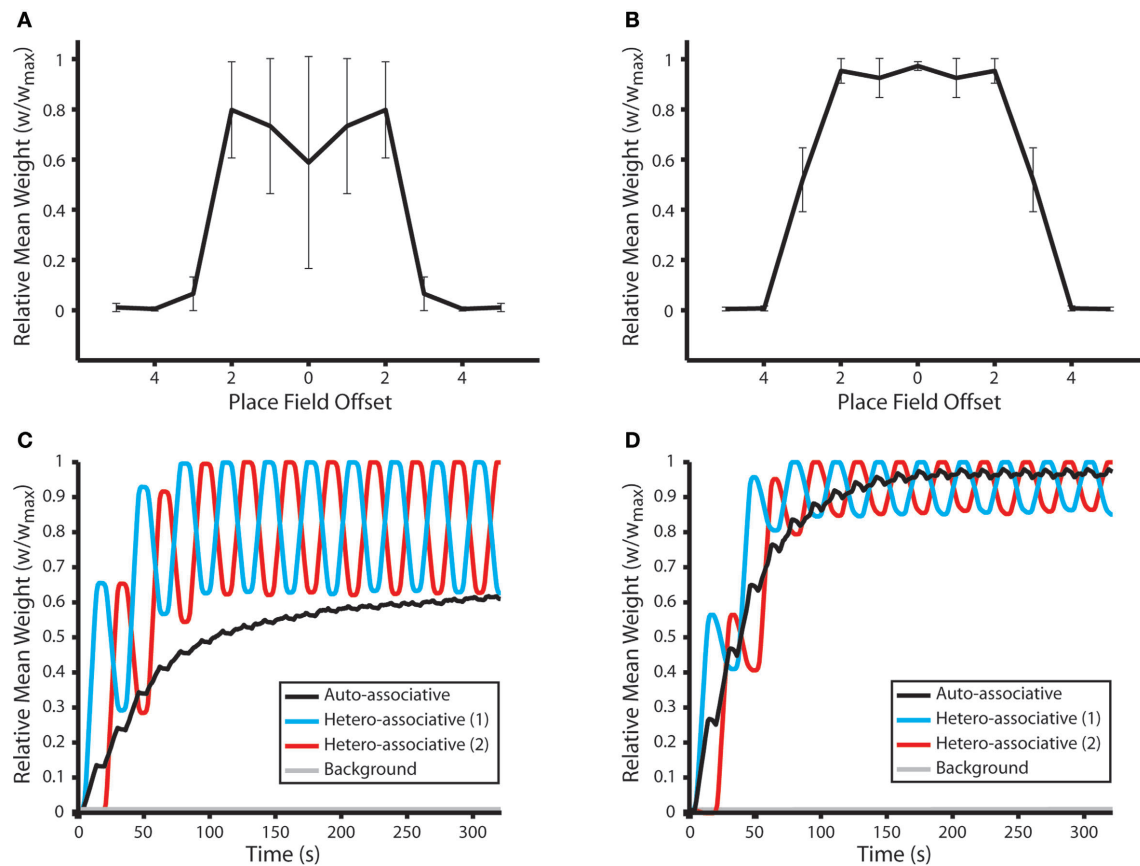 A
Relative Mean Weight (w/wmax)
1
0.8
0.6
0.4
0.2
0
4 2 0 2 4
Place Field Offset
B
Relative Mean Weight (w/wmax)
1
0.8
0.6
0.4
0.2
0
4 2 0 2 4
Place Field Offset
C
Relative Mean Weight (w/wmax)
1
0.9
0.8
0.7
0.6
0.5
0.4
0.3
0.2
0.1
0
0 50 100 150 200 250 300
Time (s)
Auto-associative
Hetero-associative (1)
Hetero-associative (2)
Background
D
Relative Mean Weight (w/wmax)
1
0.9
0.8
0.7
0.6
0.5
0.4
0.3
0.2
0.1
0
0 50 100 150 200 250 300
Time (s)
Auto-associative
Hetero-associative (1)
Hetero-associative (2)
Background